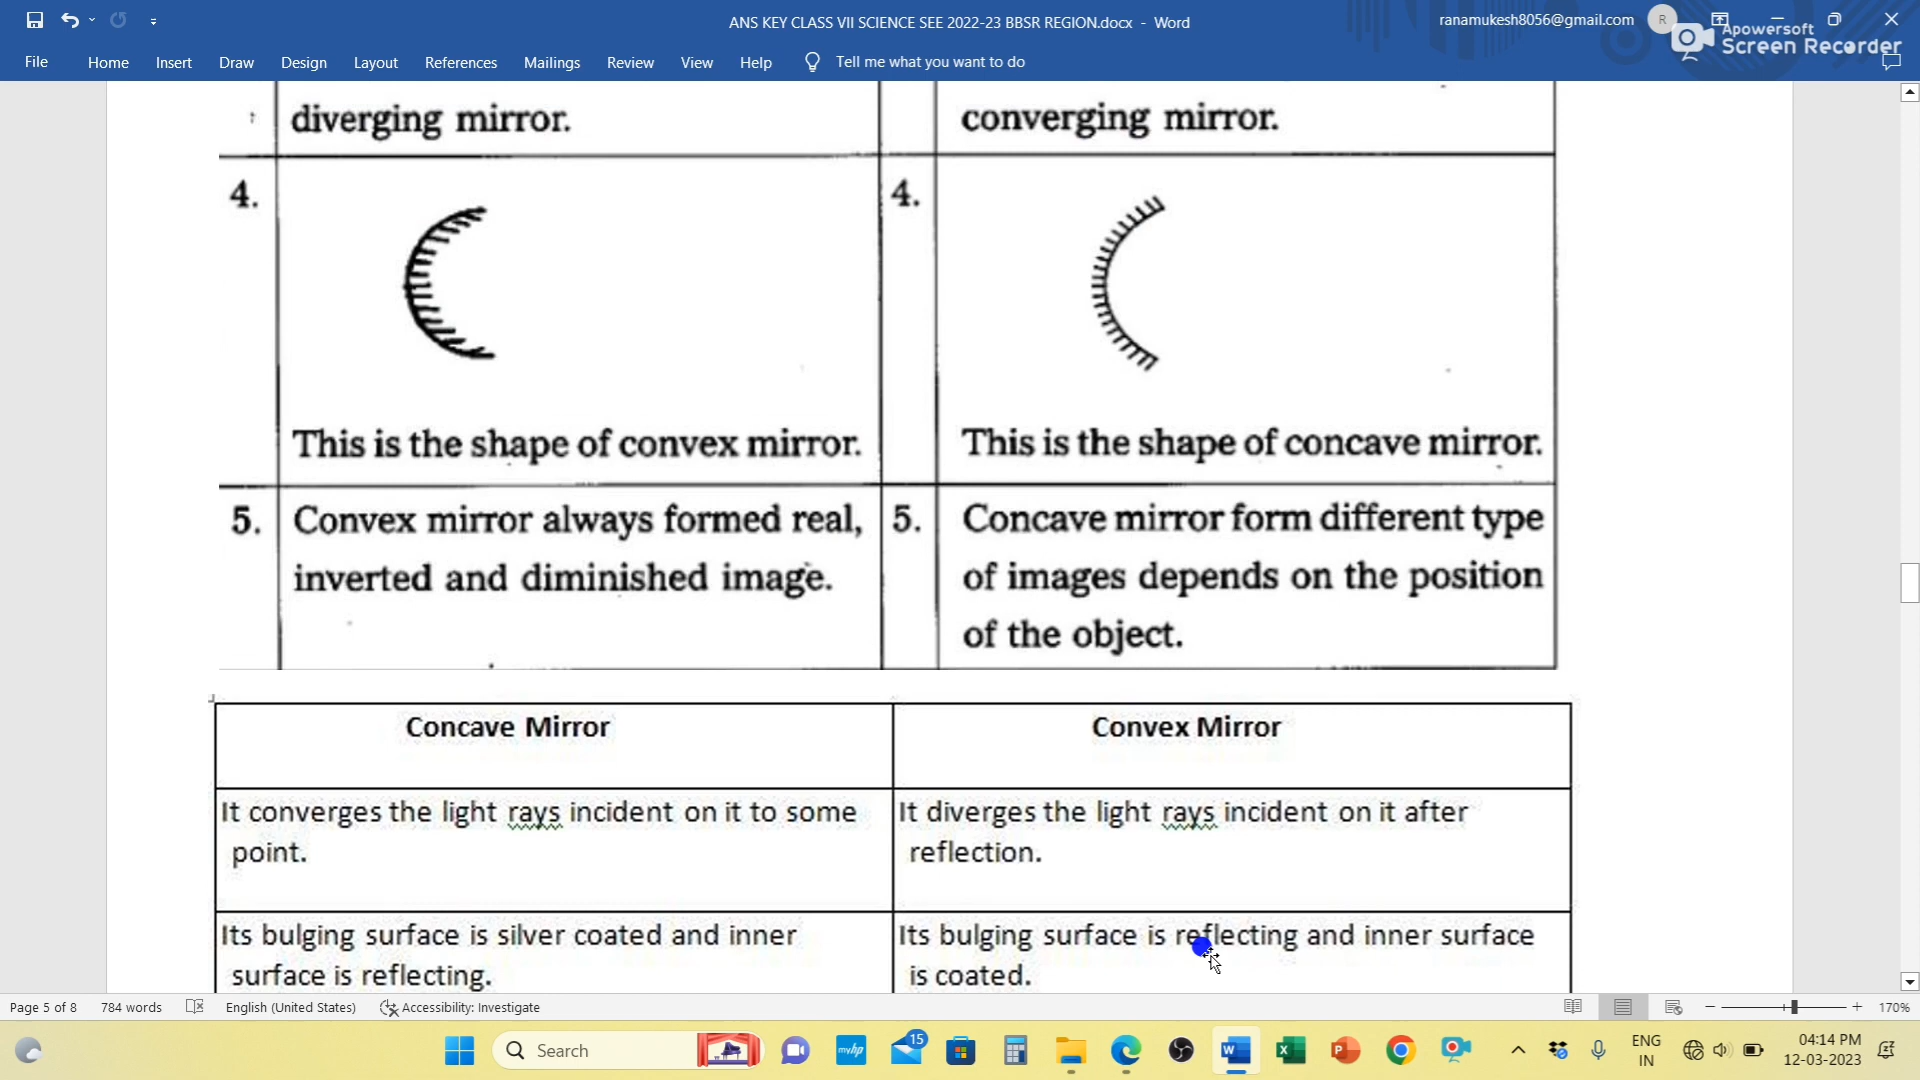 ANS KEY CLASS VII SCIENCE SEE 2022-23 BBSR REGION.docx - Word
ranamukesh8056@gmail.com
R
Apowersoft
Screen Recorder
File Home Insert Draw Design Layout References Mailings Review View Help Tell me what you want to do
diverging mirror.
converging mirror.
4.
4.
This is the shape of convex mirror.
This is the shape of concave mirror.
5. Convex mirror always formed real,
inverted and diminished image.
5. Concave mirror form different type
of images depends on the position
of the object.
Concave Mirror
Convex Mirror
It converges the light rays incident on it to some
point.
It diverges the light rays incident on it after
reflection.
Its bulging surface is silver coated and inner
surface is reflecting.
Its bulging surface is reflecting and inner surface
is coated.
Page 5 of 8 784 words English (United States) Accessibility: Investigate
170%
Search
myhp
15
W
X
P
ENG
IN
04:14 PM
12-03-2023